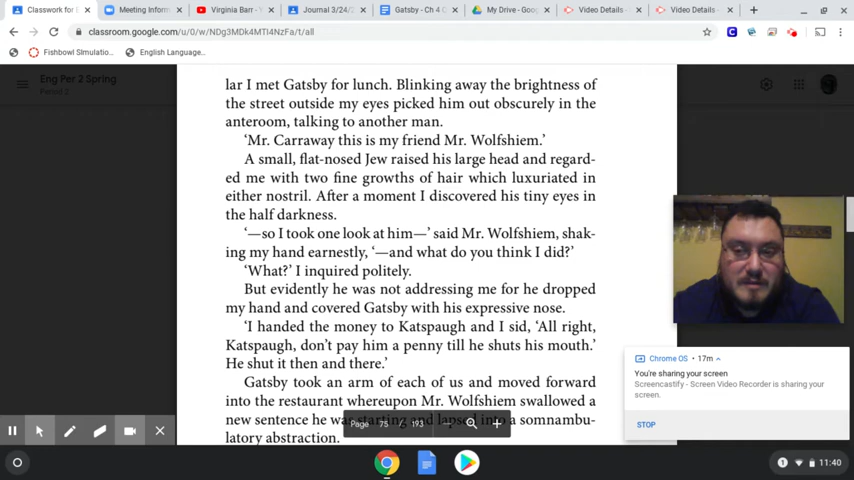 Classwork for E
Meeting Inform
Virginia Barr - V
Journal 3/24/2
Gatsby - Ch 4 C
My Drive - Goo
Video Details -
Video Details -
classroom.google.com/u/0/w/NDg3MDk4MTI4NzFa/t/all
Fishbowl SImulatio...
English Language...
Eng Per 2 Spring
Period 2
lar I met Gatsby for lunch. Blinking away the brightness of
the street outside my eyes picked him out obscurely in the
anteroom, talking to another man.
‘Mr. Carraway this is my friend Mr. Wolfshiem.’
A small, flat-nosed Jew raised his large head and regard-
ed me with two fine growths of hair which luxuriated in
either nostril. After a moment I discovered his tiny eyes in
the half darkness.
‘—so I took one look at him—’ said Mr. Wolfshiem, shak-
ing my hand earnestly, ‘—and what do you think I did?’
‘What?’ I inquired politely.
But evidently he was not addressing me for he dropped
my hand and covered Gatsby with his expressive nose.
‘I handed the money to Katspaugh and I sid, ‘All right,
Katspaugh, don’t pay him a penny till he shuts his mouth.’
He shut it then and there.’
Gatsby took an arm of each of us and moved forward
into the restaurant whereupon Mr. Wolfshiem swallowed a
new sentence he was starting and lapsed into a somnambu-
latory abstraction.
Page 75 / 193
Chrome OS • 17m
You're sharing your screen
Screencastify - Screen Video Recorder is sharing your
screen.
STOP
1
11:40